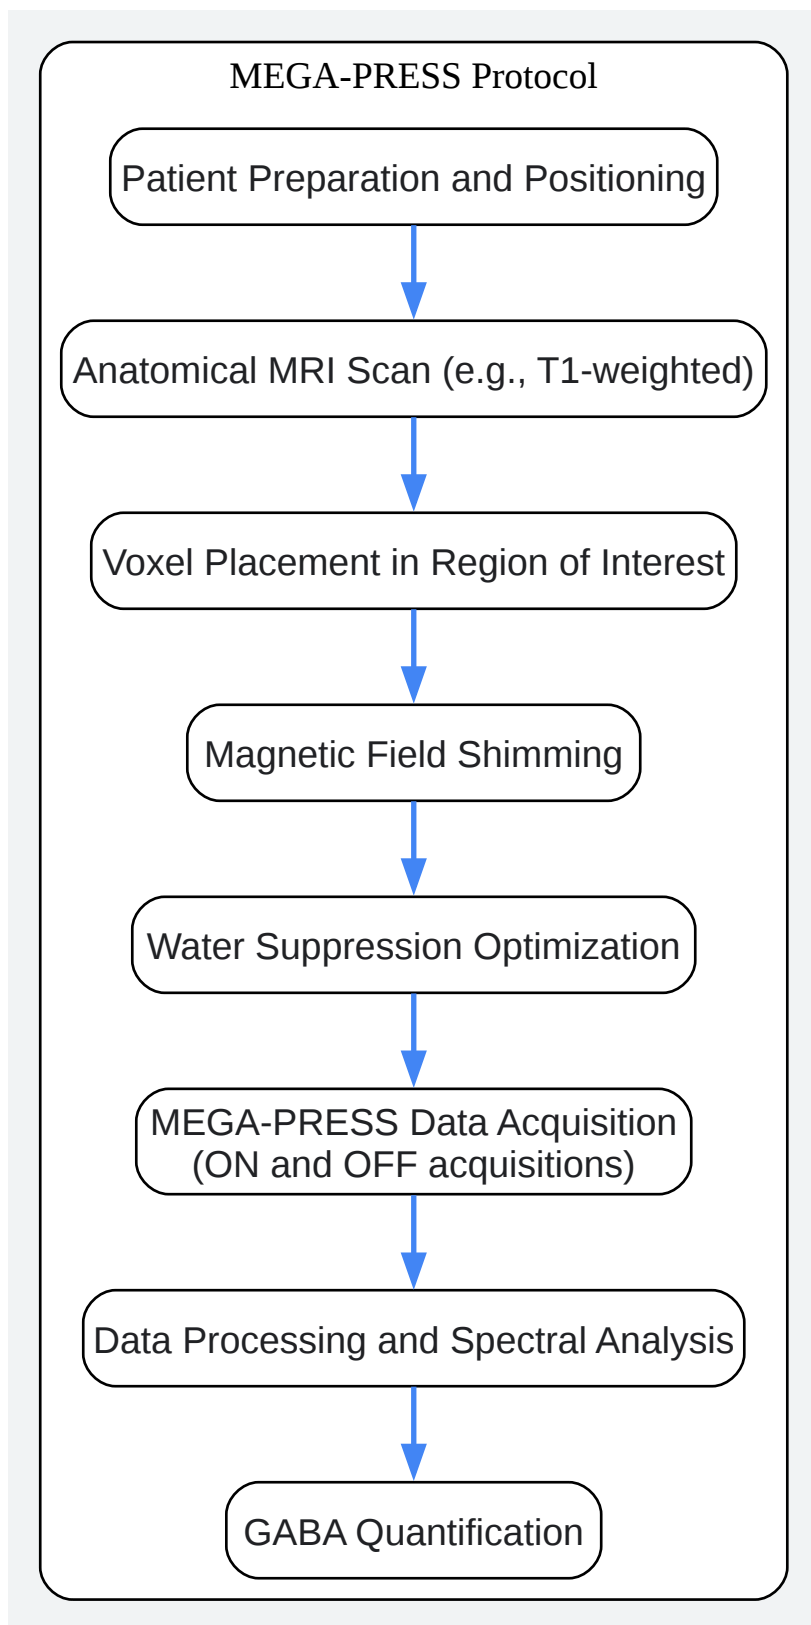 MEGA-PRESS Protocol
Patient Preparation and Positioning
Anatomical MRI Scan (e.g., T1-weighted)
Voxel Placement in Region of Interest
Magnetic Field Shimming
Water Suppression Optimization
MEGA-PRESS Data Acquisition
(ON and OFF acquisitions)
Data Processing and Spectral Analysis
GABA Quantification